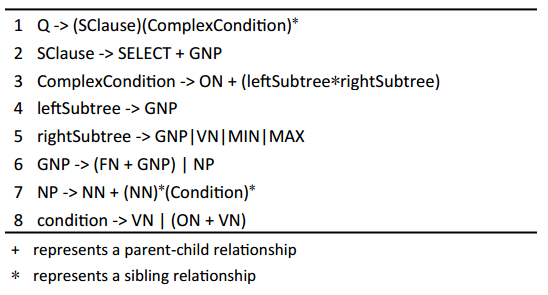 1 Q -> (SClause)(ComplexCondition)*
2 SClause -> SELECT + GNP
3 ComplexCondition -> ON + (leftSubtree*rightSubtree)
4 leftSubtree -> GNP
5 rightSubtree -> GNP|VN|MIN|MAX
6 GNP -> (FN + GNP) | NP
7 NP -> NN + (NN)*(Condition)*
8 condition -> VN | (ON + VN)
+ represents a parent-child relationship
* represents a sibling relationship